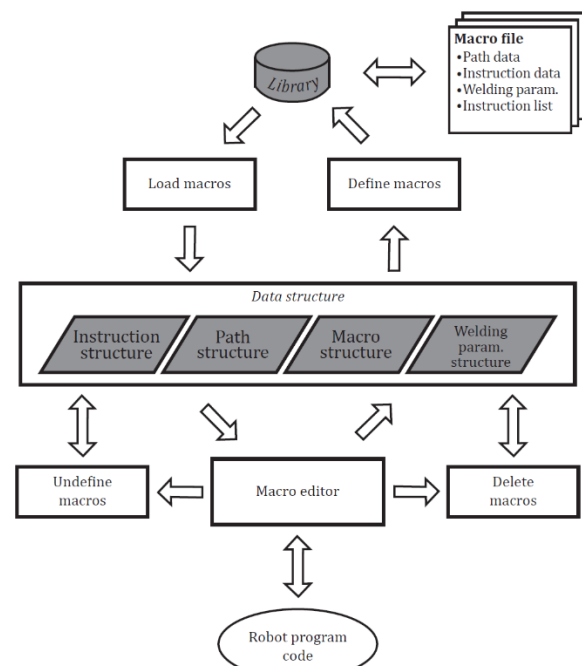 Library
Macro file
•Path data
•Instruction data
•Welding param.
•Instruction list
Load macros
Define macros
Data structure
Instruction
structure
Path
structure
Macro
structure
Welding
param.
structure
Undefine
macros
Macro editor
Delete
macros
Robot program
code